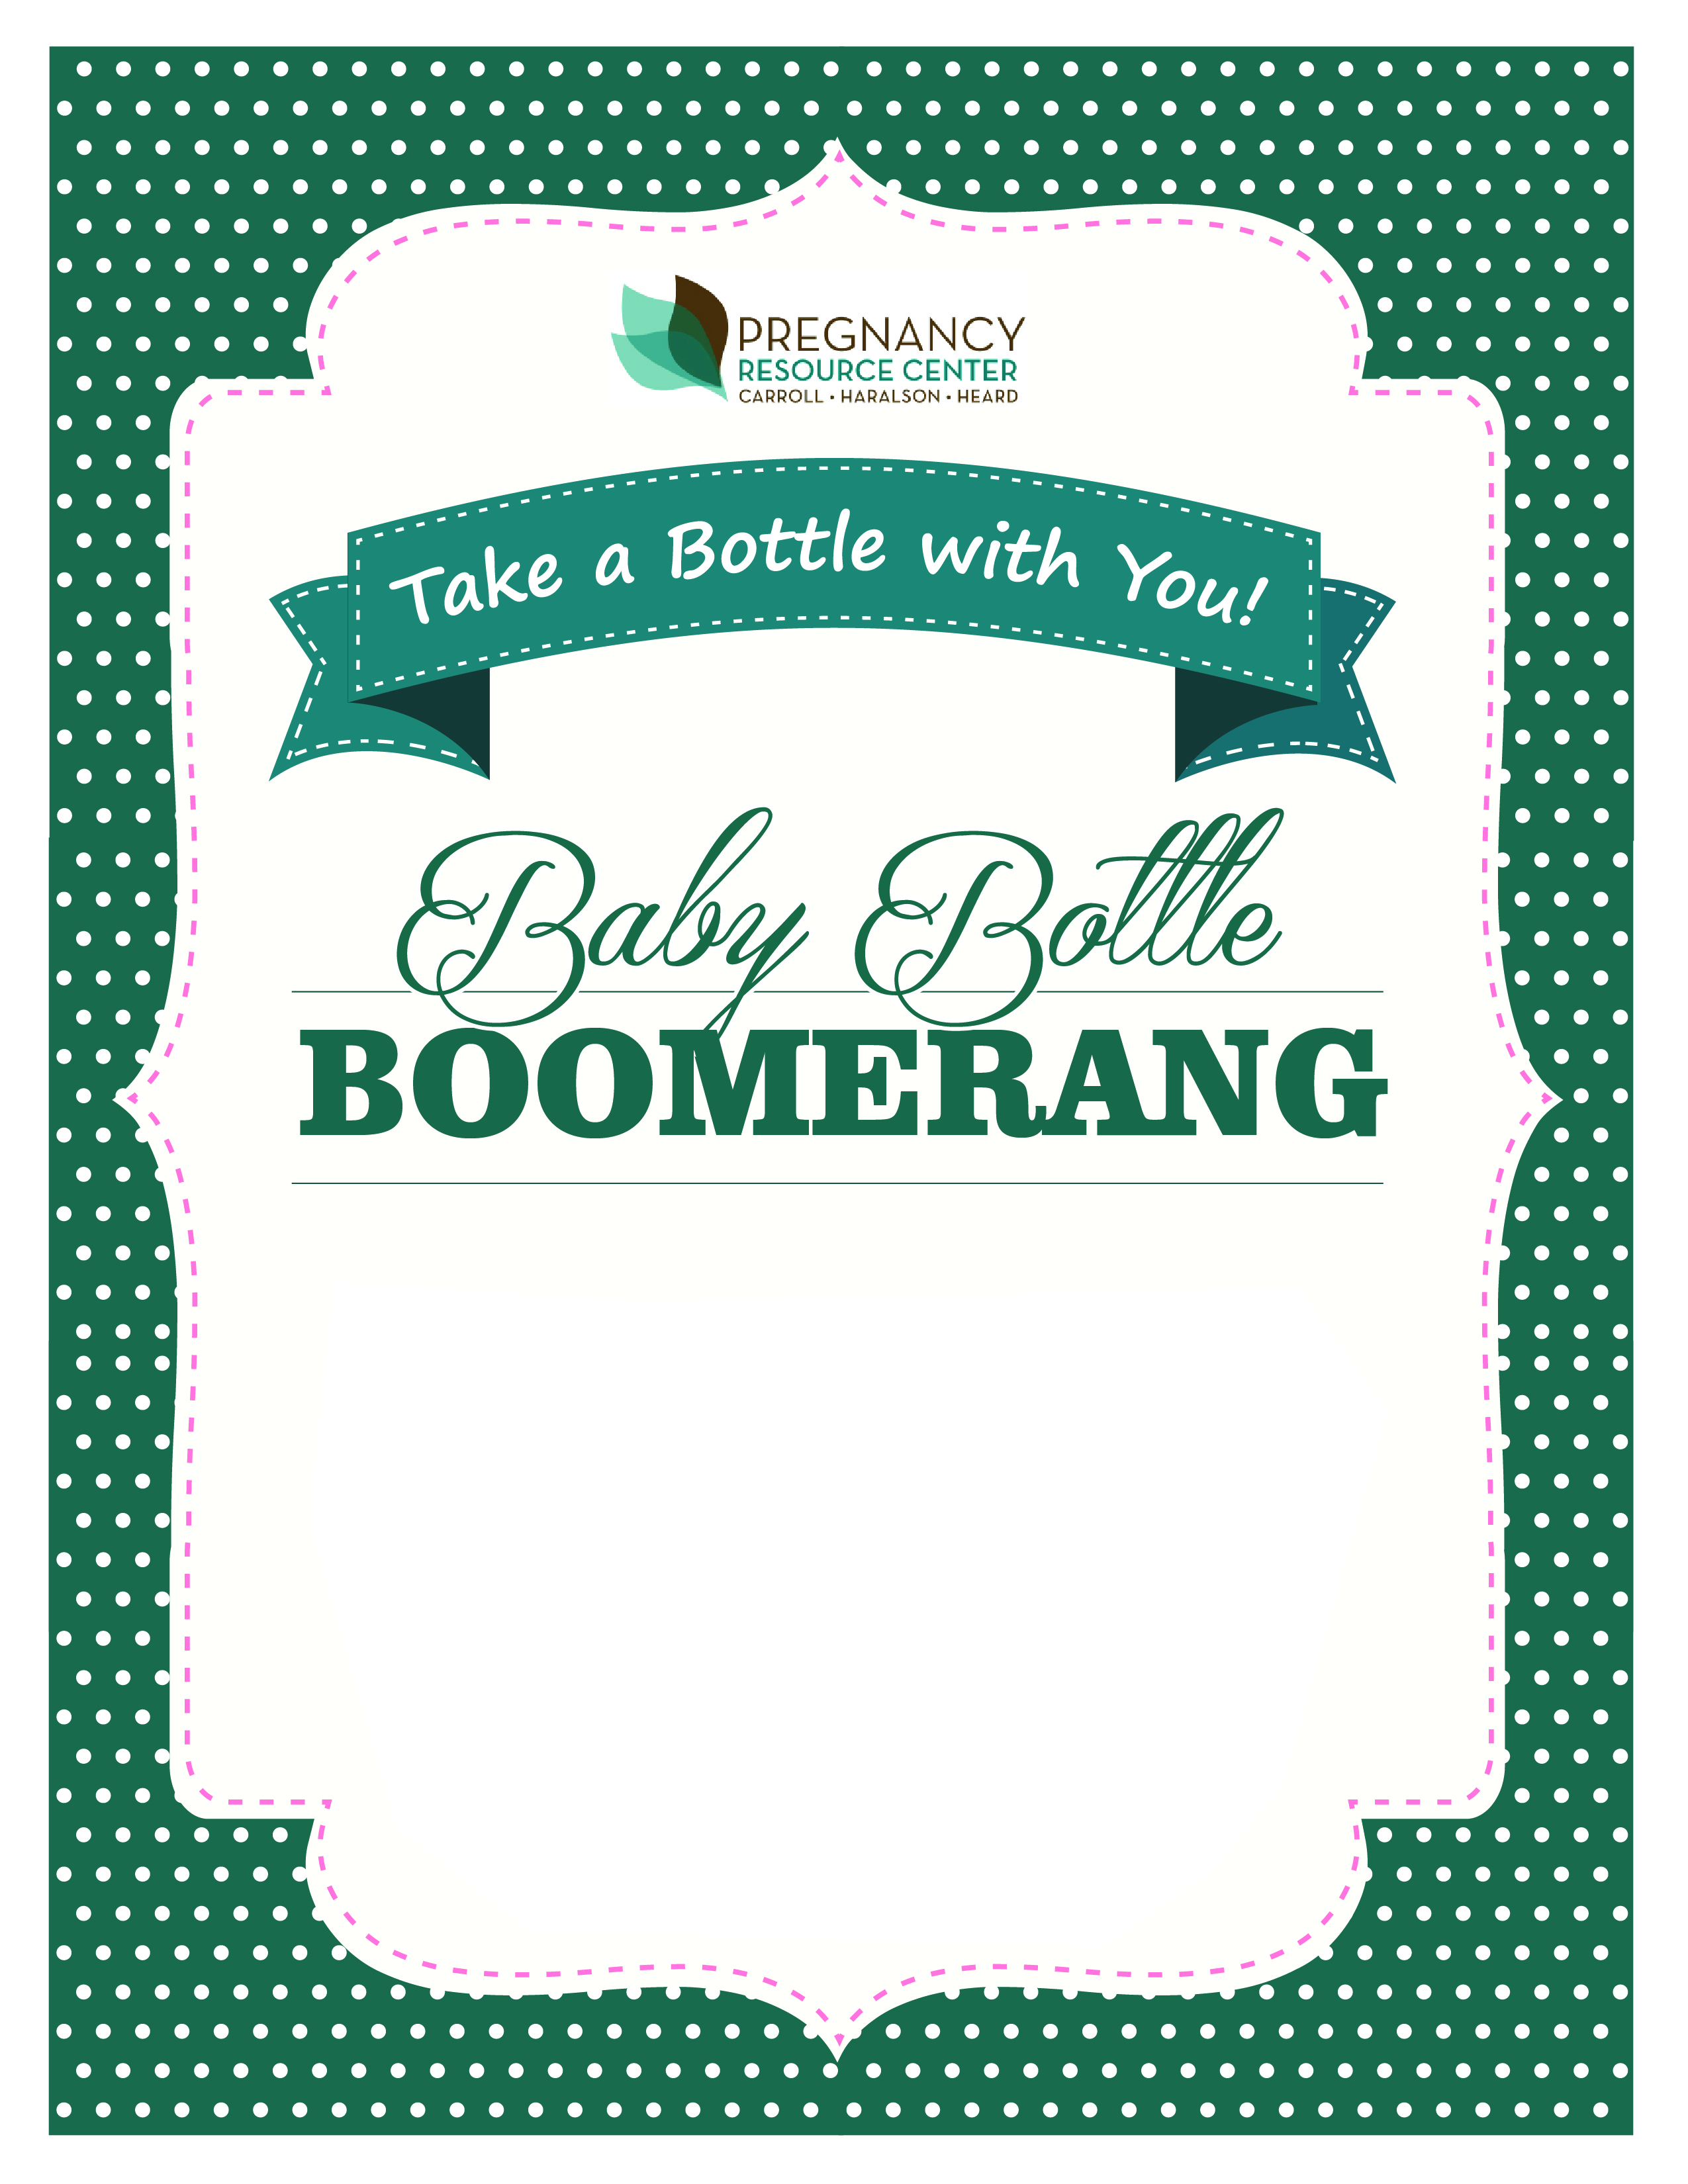 PREGNANCY
RESOURCE CENTER
CARROLL • HARALSON • HEARD
Take a Bottle with You!
Baby Bottle
BOOMERANG